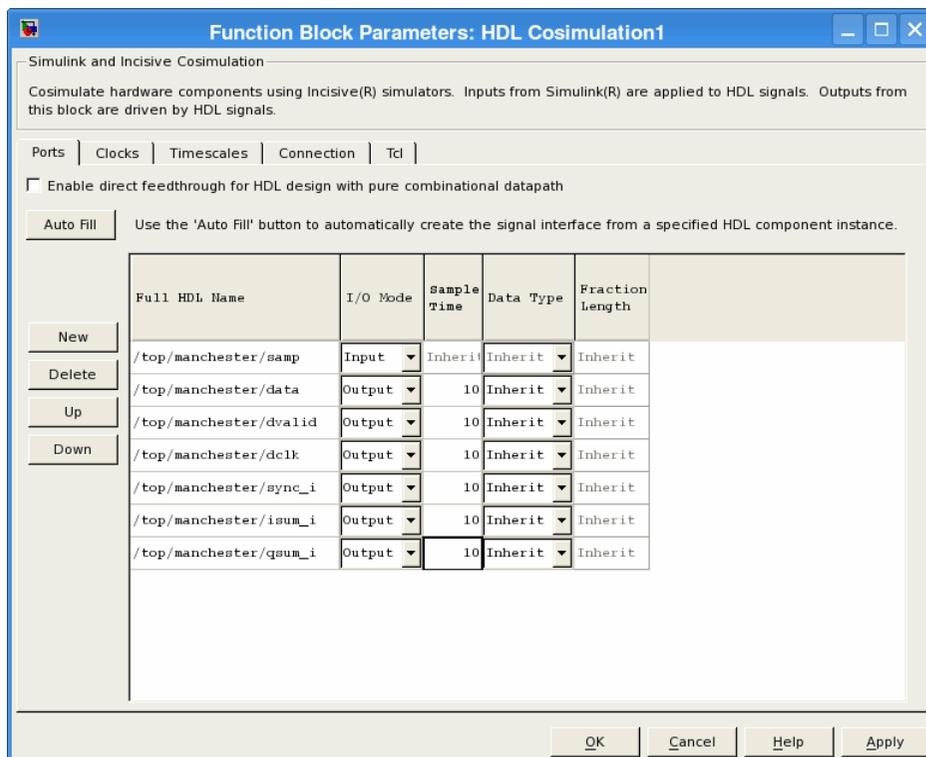 Function Block Parameters: HDL Cosimulation1
Simulink and Incisive Cosimulation
Cosimulate hardware components using Incisive(R) simulators. Inputs from Simulink(R) are applied to HDL signals. Outputs from
this block are driven by HDL signals.
Ports Clocks Timescales Connection Tcl
Enable direct feedthrough for HDL design with pure combinational datapath
Auto Fill Use the 'Auto Fill' button to automatically create the signal interface from a specified HDL component instance.
Full HDL Name I/O Mode Sample Time Data Type Fraction Length
New
Delete
Up
Down
/top/manchester/samp Input Inherit Inherit Inherit
/top/manchester/data Output 10 Inherit Inherit
/top/manchester/dvalid Output 10 Inherit Inherit
/top/manchester/dclk Output 10 Inherit Inherit
/top/manchester/sync_i Output 10 Inherit Inherit
/top/manchester/isum_i Output 10 Inherit Inherit
/top/manchester/qsum_i Output 10 Inherit Inherit
OK Cancel Help Apply